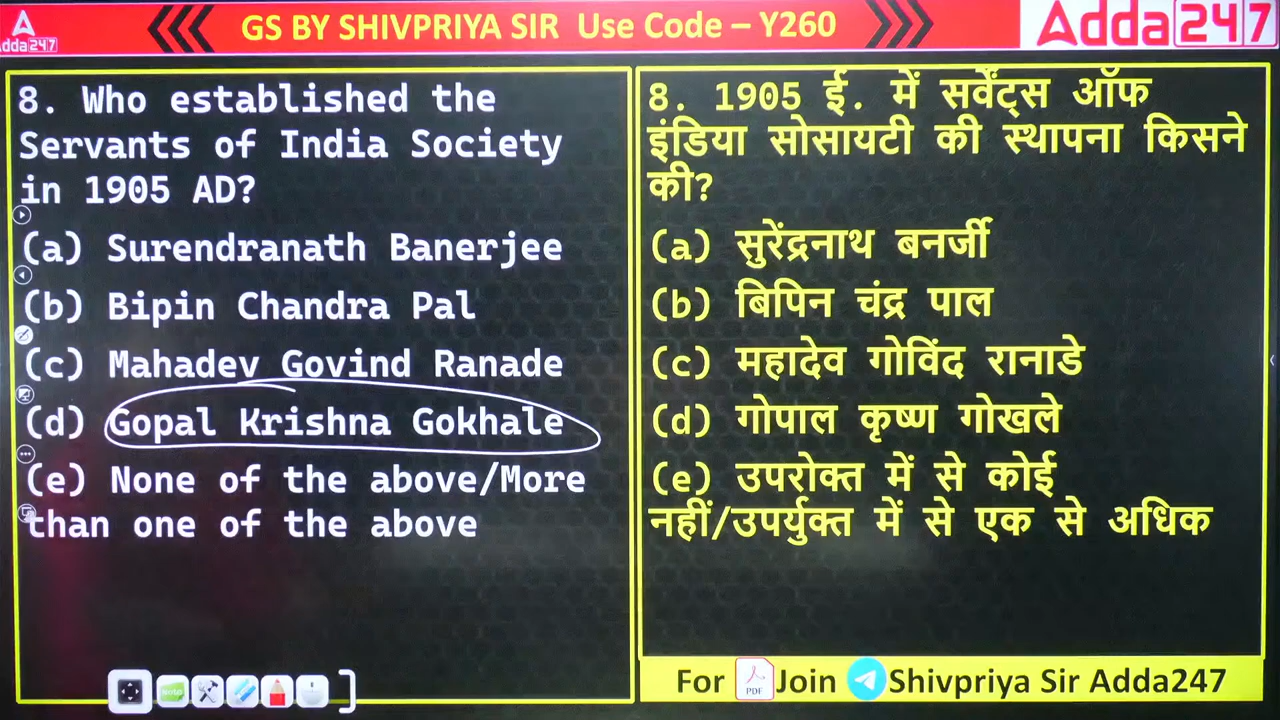 GS BY SHIVPRIYA SIR Use Code – Y260
Adda247
Adda247
8. Who established the
Servants of India Society
in 1905 AD?
(a) Surendranath Banerjee
(b) Bipin Chandra Pal
(c) Mahadev Govind Ranade
(d) Gopal Krishna Gokhale
(e) None of the above/More
than one of the above
8. 1905 ई. में सर्वेंट्स ऑफ
इंडिया सोसायटी की स्थापना किसने
की?
(a) सुरेंद्रनाथ बनर्जी
(b) बिपिन चंद्र पाल
(c) महादेव गोविंद रानाडे
(d) गोपाल कृष्ण गोखले
(e) उपरोक्त में से कोई
नहीं/उपर्युक्त में से एक से अधिक
For PDF Join Shivpriya Sir Adda247